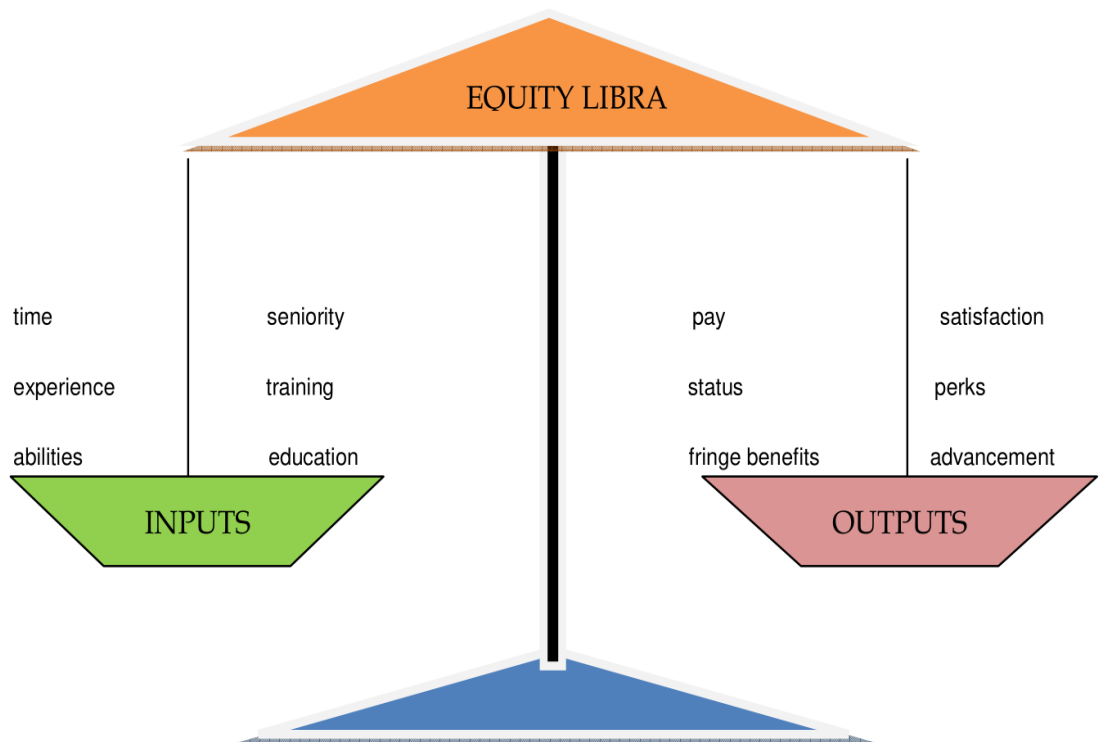 EQUITY LIBRA
time seniority pay satisfaction
experience training status perks
abilities education fringe benefits advancement
INPUTS OUTPUTS